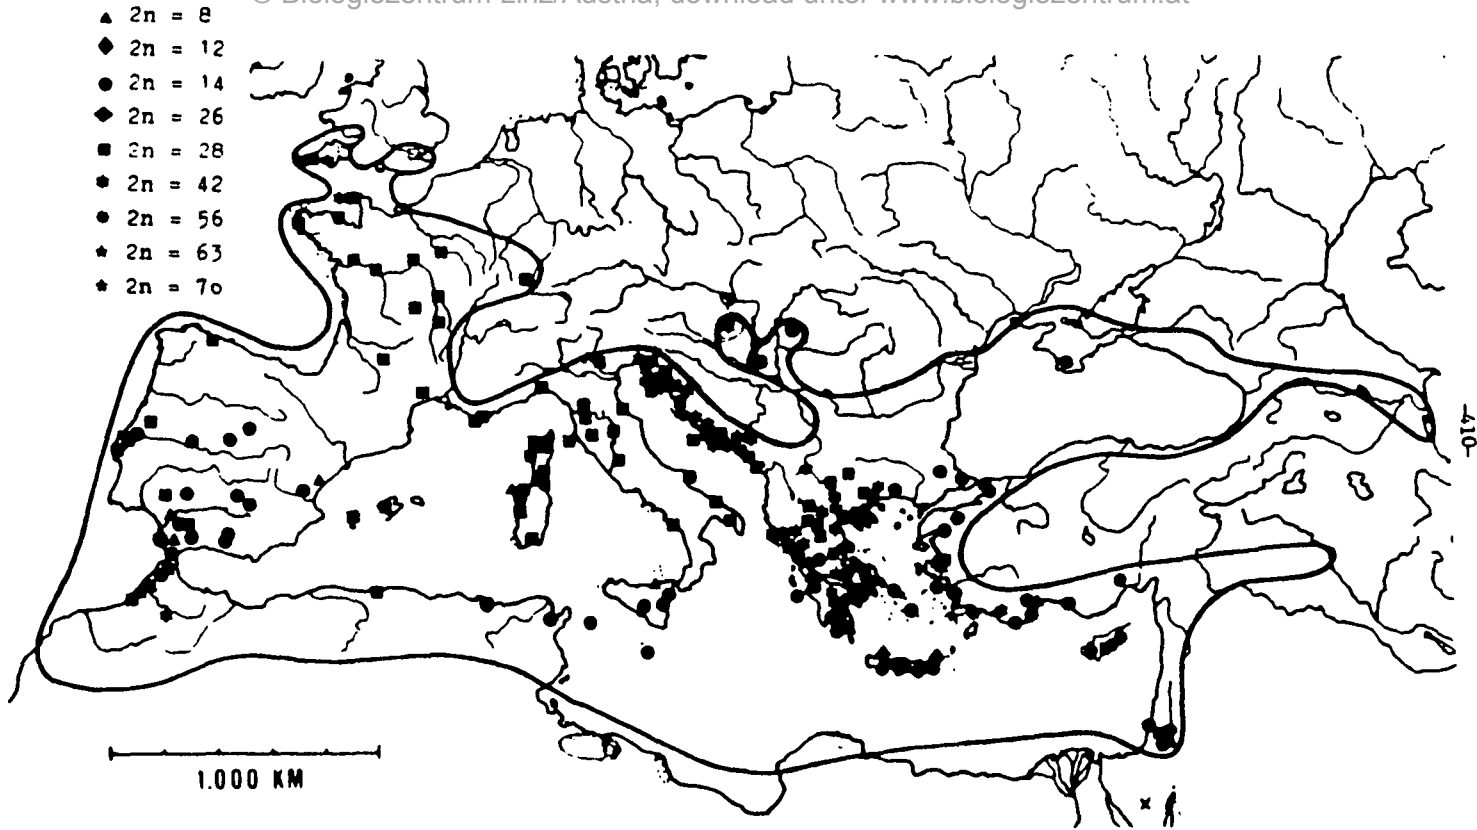 © Biologiezentrum Linz/Austria; download unter www.biologiezentrum.at
2n = 8
2n = 12
2n = 14
2n = 26
2n = 28
2n = 42
2n = 56
2n = 63
2n = 7o
-410-
1.000 KM